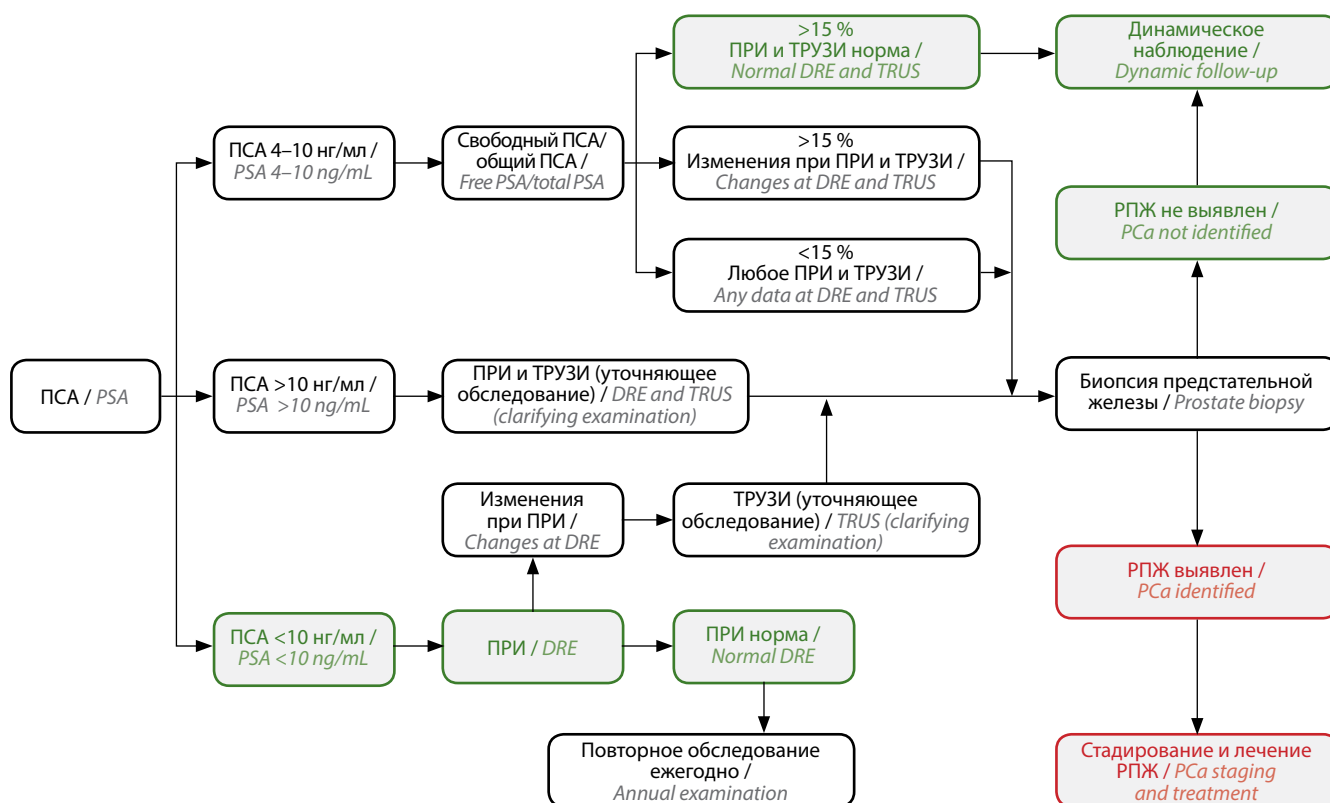 >15 %
ПРИ и ТРУЗИ норма /
Normal DRE and TRUS
Динамическое
наблюдение /
Dynamic follow-up
ПСА 4–10 нг/мл /
PSA 4–10 ng/mL
Свободный ПСА/
общий ПСА /
Free PSA/total PSA
>15 %
Изменения при ПРИ и ТРУЗИ /
Changes at DRE and TRUS
РПЖ не выявлен /
PCa not identified
<15 %
Любое ПРИ и ТРУЗИ /
Any data at DRE and TRUS
ПСА / PSA
ПСА >10 нг/мл /
PSA >10 ng/mL
ПРИ и ТРУЗИ (уточняющее
обследование) / DRE and TRUS
(clarifying examination)
Биопсия предстательной
железы / Prostate biopsy
Изменения
при ПРИ /
Changes at DRE
ТРУЗИ (уточняющее
обследование) / TRUS (clarifying
examination)
РПЖ выявлен /
PCa identified
ПСА <10 нг/мл /
PSA <10 ng/mL
ПРИ / DRE
ПРИ норма /
Normal DRE
Повторное обследование
ежегодно /
Annual examination
Стадирование и лечение
РПЖ / PCa staging
and treatment